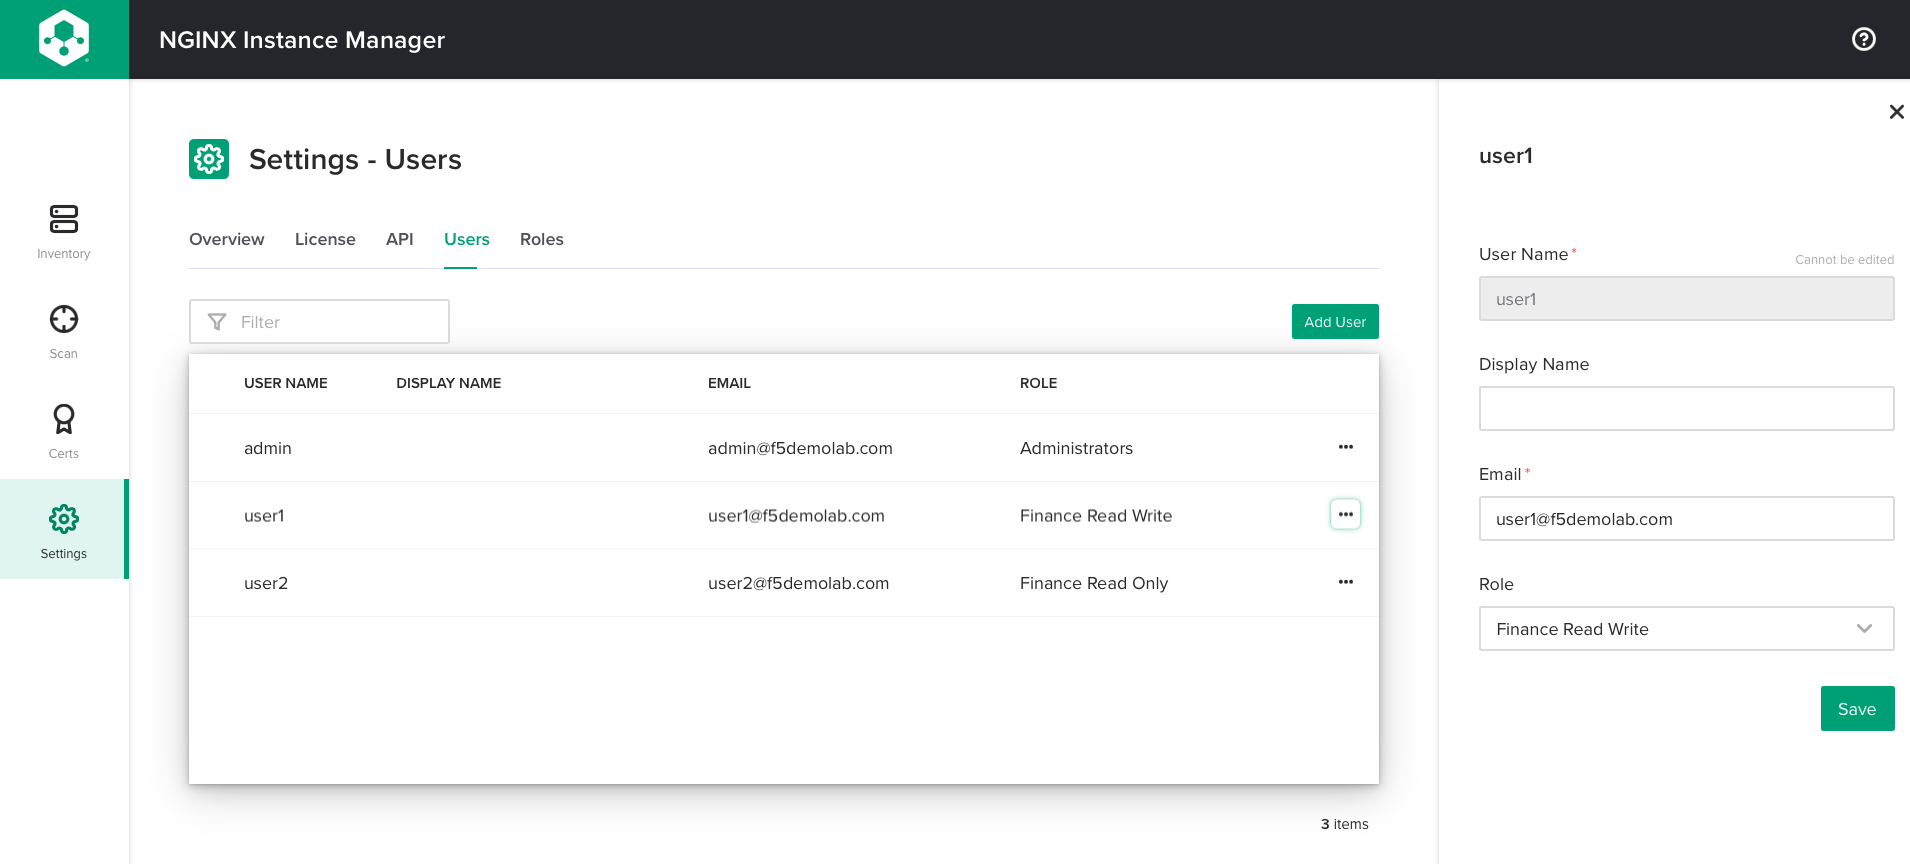 NGINX Instance Manager
Inventory
Scan
Certs
Settings
Settings - Users
Overview License API Users Roles
Filter
Add User
USER NAME DISPLAY NAME EMAIL ROLE
admin admin@f5demolab.com Administrators
user1 user1@f5demolab.com Finance Read Write
user2 user2@f5demolab.com Finance Read Only
3 items
user1
User Name* Cannot be edited
user1
Display Name
Email*
user1@f5demolab.com
Role
Finance Read Write
Save